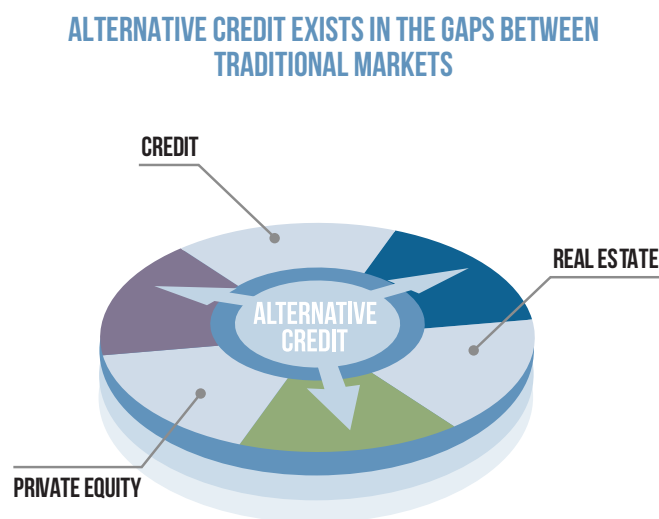 ALTERNATIVE CREDIT EXISTS IN THE GAPS BETWEEN
TRADITIONAL MARKETS
CREDIT
REAL ESTATE
ALTERNATIVE
CREDIT
PRIVATE EQUITY